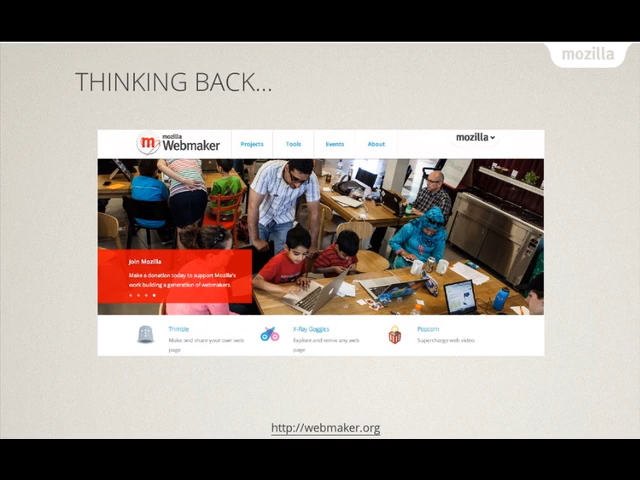 mozilla
THINKING BACK...
mozilla
Webmaker
Projects
Tools
Events
About
mozilla
Join Mozilla
Make a donation today to support Mozilla's
work building a generation of webmakers.
Thimble
Make and share your own web
page
X-Ray Goggles
Explore and remix any web
page
Popcorn
Supercharge web video
http://webmaker.org